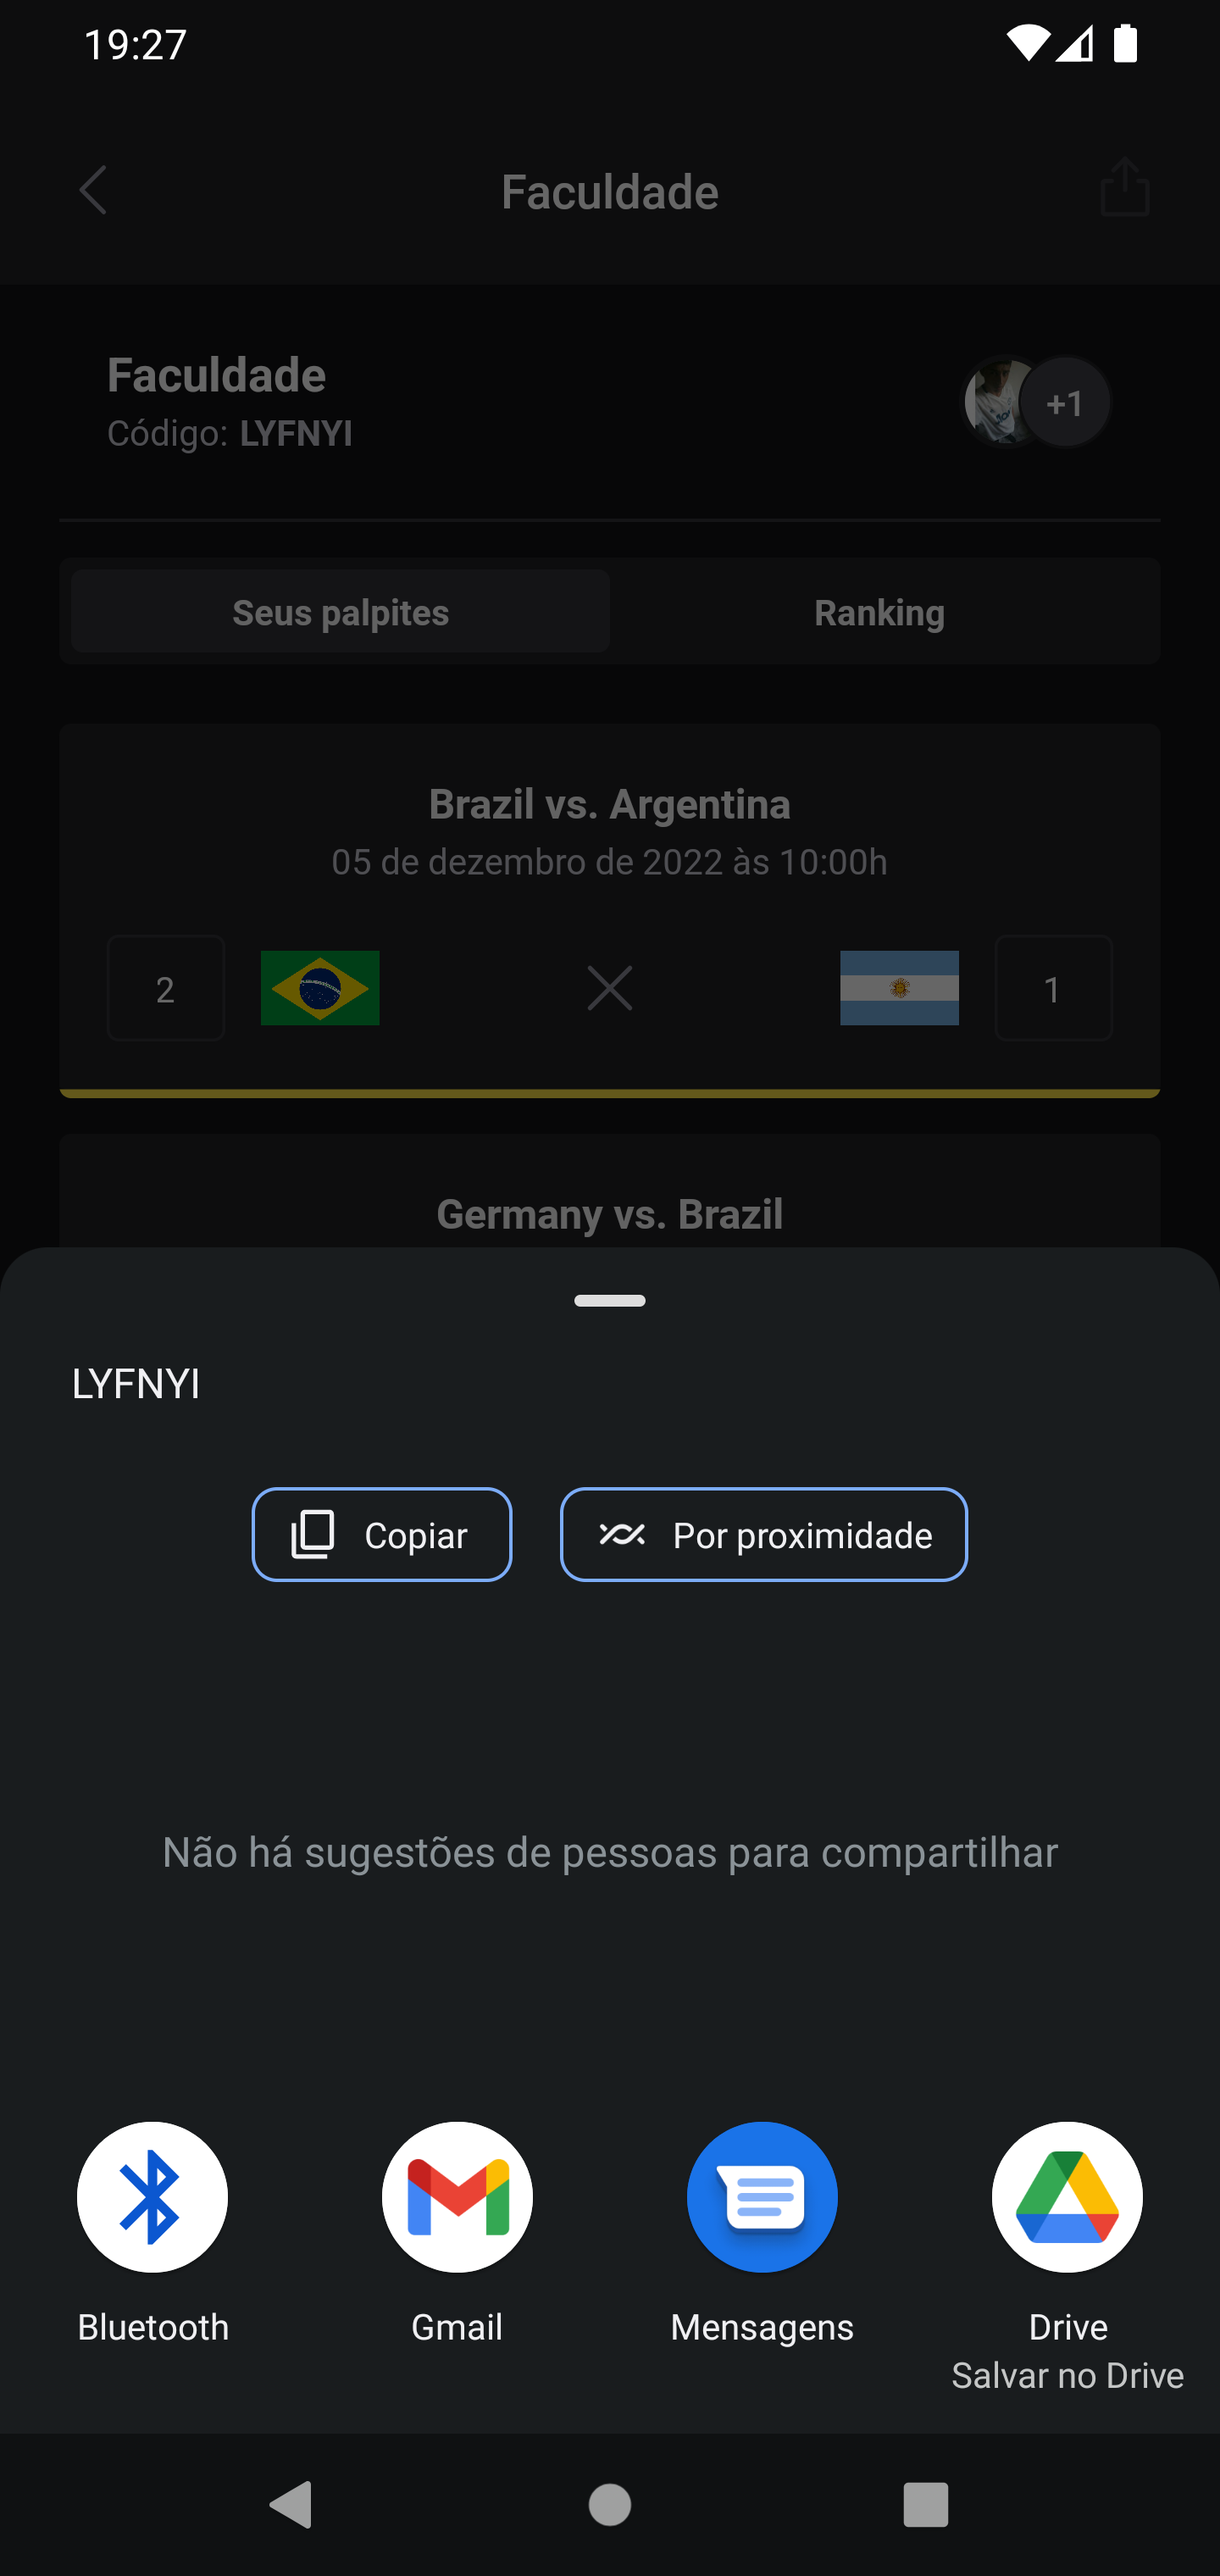 19:27
Faculdade
Faculdade
Código: LYFNYI
+1
Seus palpites
Ranking
Brazil vs. Argentina
05 de dezembro de 2022 às 10:00h
2
1
Germany vs. Brazil
LYFNYI
Copiar
Por proximidade
Não há sugestões de pessoas para compartilhar
Bluetooth
Gmail
Mensagens
Drive
Salvar no Drive